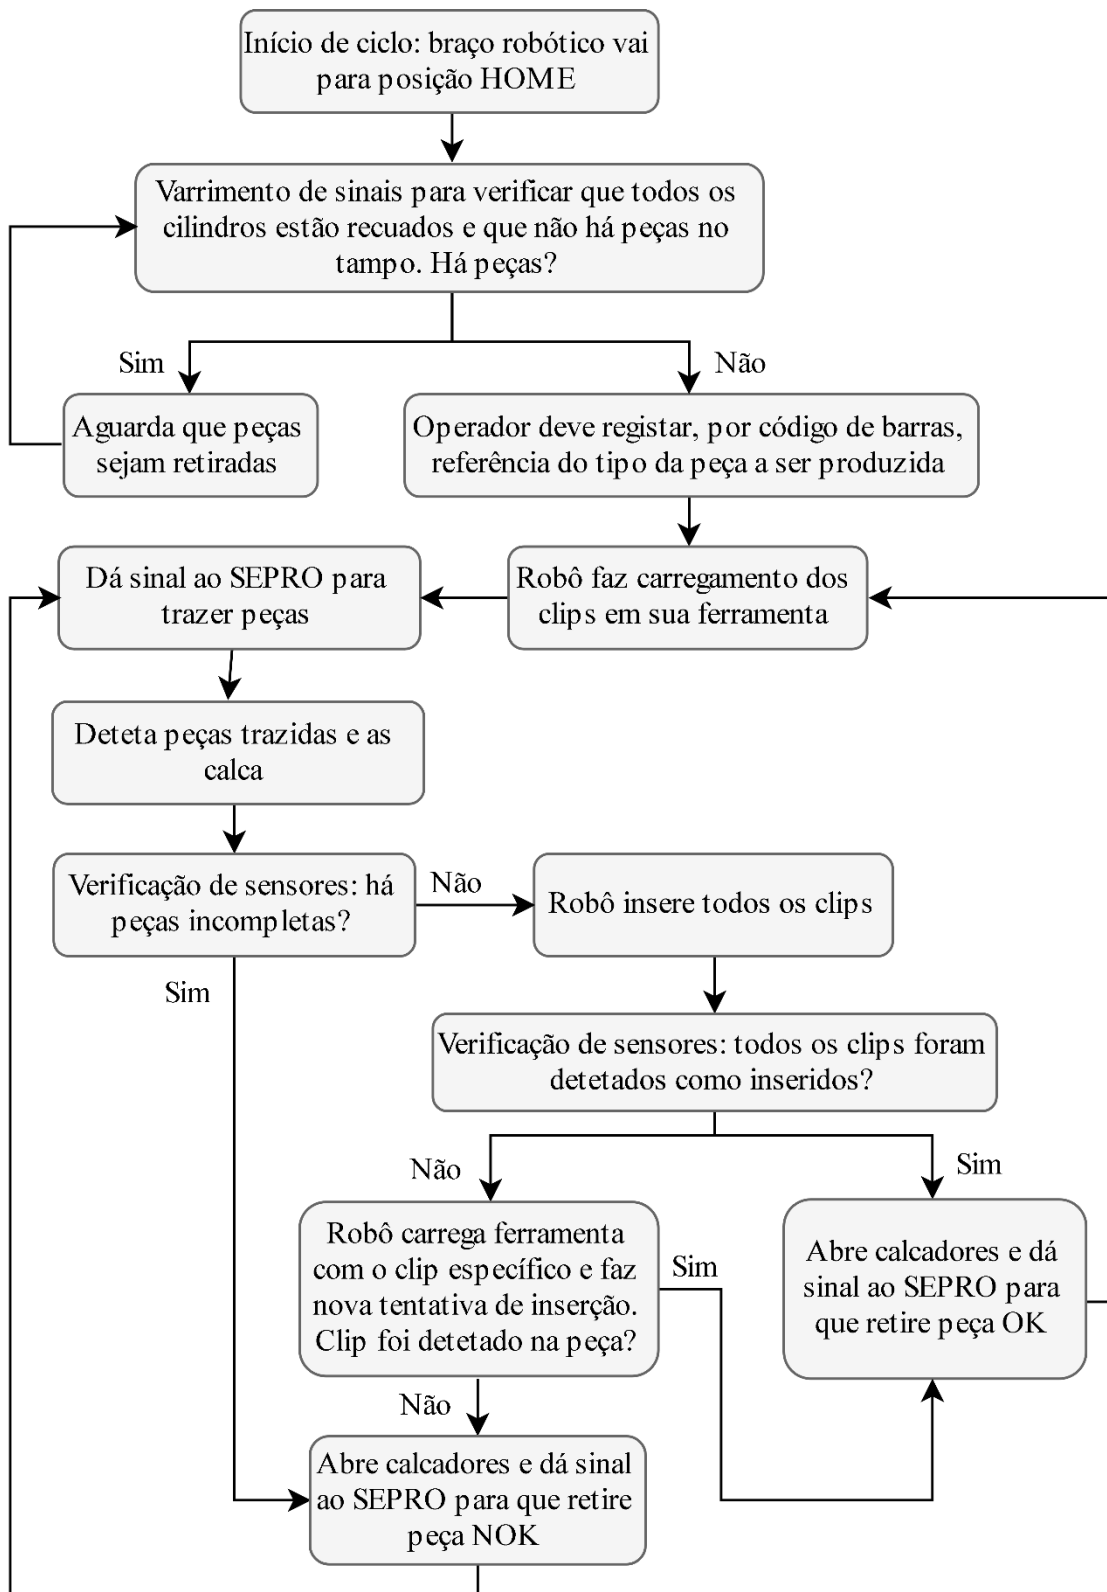 Início de ciclo: braço robótico vai
para posição HOME
Varrimento de sinais para verificar que todos os
cilindros estão recuados e que não há peças no
tampo. Há peças?
Sim
Não
Aguarda que peças
sejam retiradas
Operador deve registar, por código de barras,
referência do tipo da peça a ser produzida
Dá sinal ao SEPRO para
trazer peças
Robô faz carregamento dos
clips em sua ferramenta
Deteta peças trazidas e as
calca
Verificação de sensores: há
peças incompletas?
Não
Robô insere todos os clips
Sim
Verificação de sensores: todos os clips foram
detetados como inseridos?
Não
Sim
Robô carrega ferramenta
com o clip específico e faz
nova tentativa de inserção.
Clip foi detetado na peça?
Sim
Abre calcadores e dá
sinal ao SEPRO para
que retire peça OK
Não
Abre calcadores e dá sinal
ao SEPRO para que retire
peça NOK